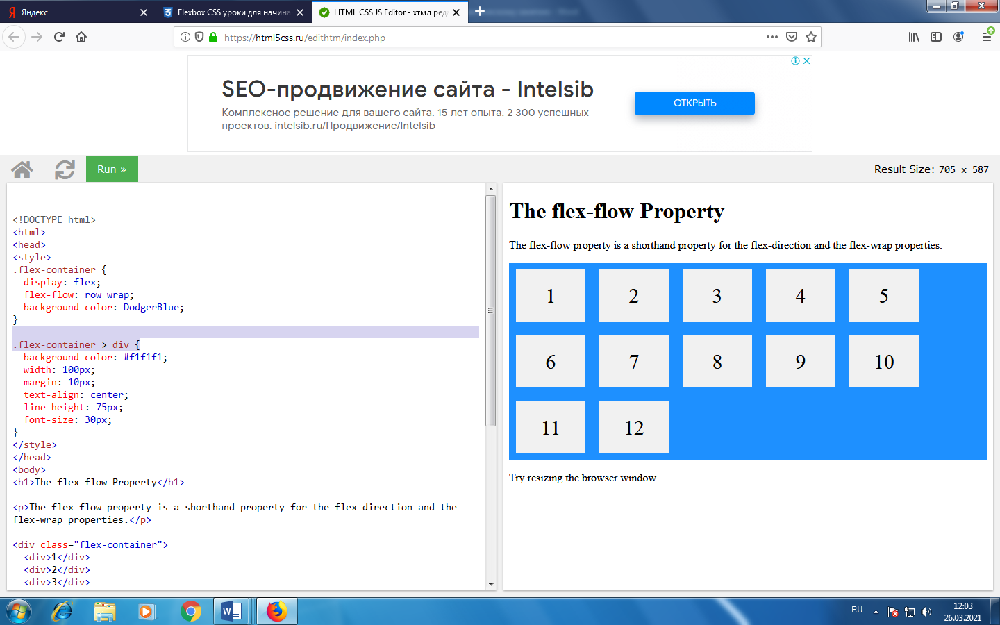 Яндекс
Flexbox CSS уроки для начина
HTML CSS JS Editor - хтмл ред
https://html5css.ru/edithtm/index.php
SEO-продвижение сайта - Intelsib
Комплексное решение для вашего сайта. 15 лет опыта. 2 300 успешных
проектов. intelsib.ru/Продвижение/Intelsib
ОТКРЫТЬ
Run »
Result Size: 705 x 587
<!DOCTYPE html>
<html>
<head>
<style>
.flex-container {
  display: flex;
  flex-flow: row wrap;
  background-color: DodgerBlue;
}
.flex-container > div {
  background-color: #f1f1f1;
  width: 100px;
  margin: 10px;
  text-align: center;
  line-height: 75px;
  font-size: 30px;
}
</style>
</head>
<body>
<h1>The flex-flow Property</h1>
<p>The flex-flow property is a shorthand property for the flex-direction and the
flex-wrap properties.</p>
<div class="flex-container">
  <div>1</div>
  <div>2</div>
  <div>3</div>
The flex-flow Property
The flex-flow property is a shorthand property for the flex-direction and the flex-wrap properties.
1 2 3 4 5
6 7 8 9 10
11 12
Try resizing the browser window.
RU
12:03
26.03.2021